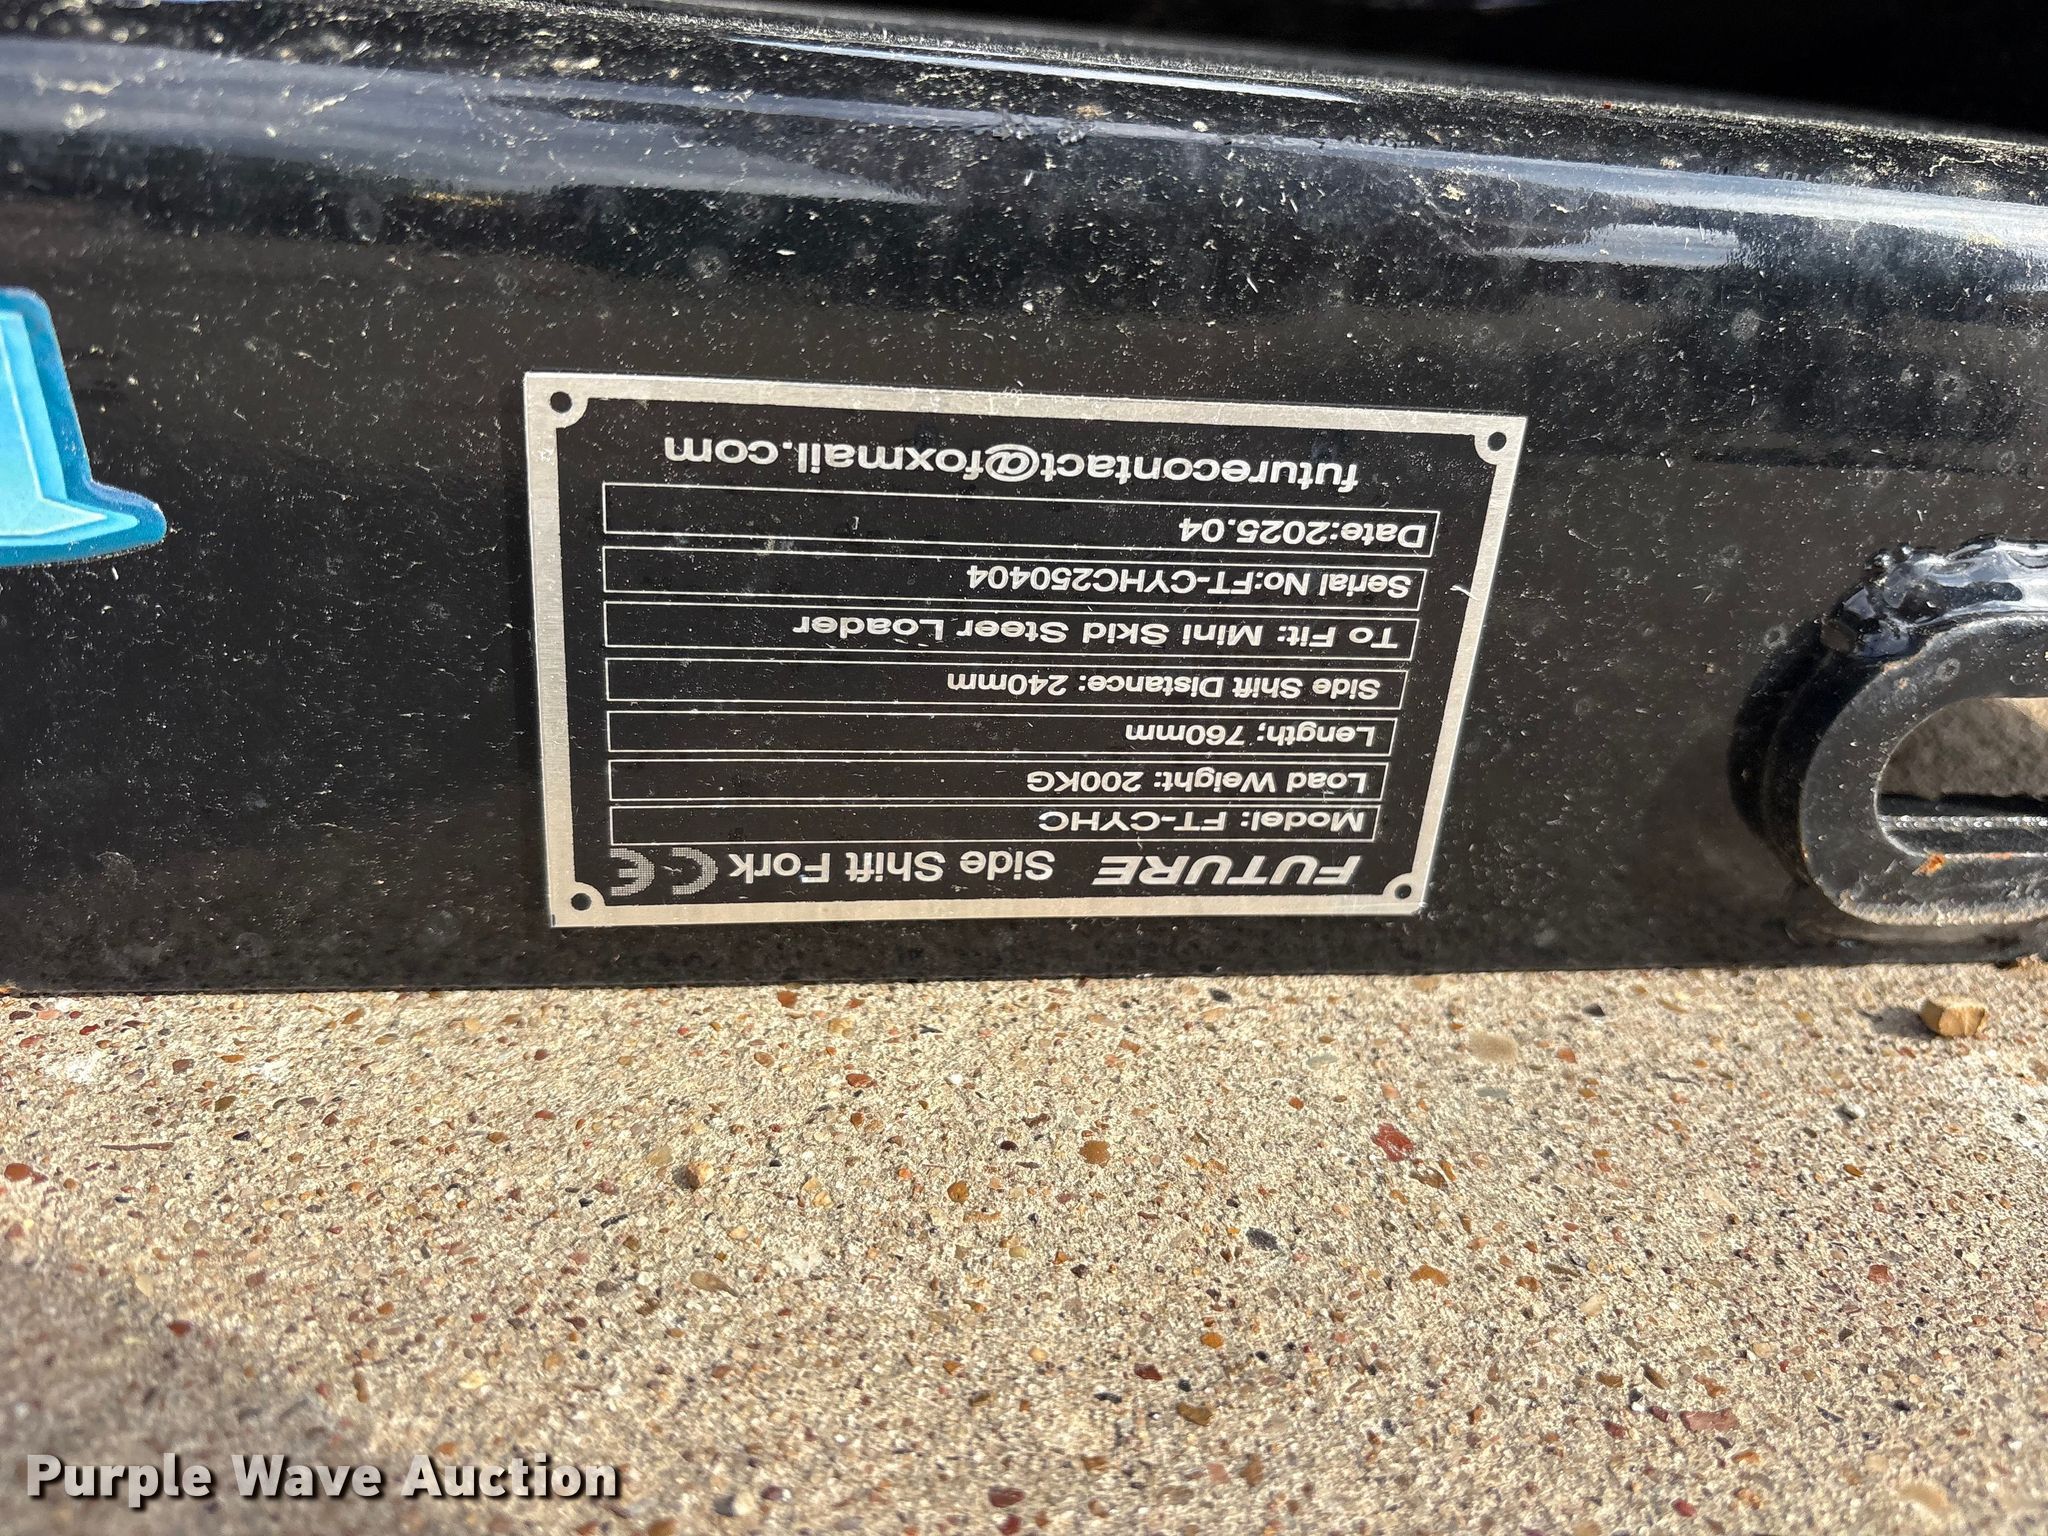 FUTURE Side Shift Fork CE
Model: FT-CYHC
Load Weight: 200KG
Length; 760mm
Side Shift Distance: 240mm
To Fit: Mini Skid Steer Loader
Serial No:FT-CYHC250404
Date:2025.04
futurecontact@foxmail.com
Purple Wave Auction